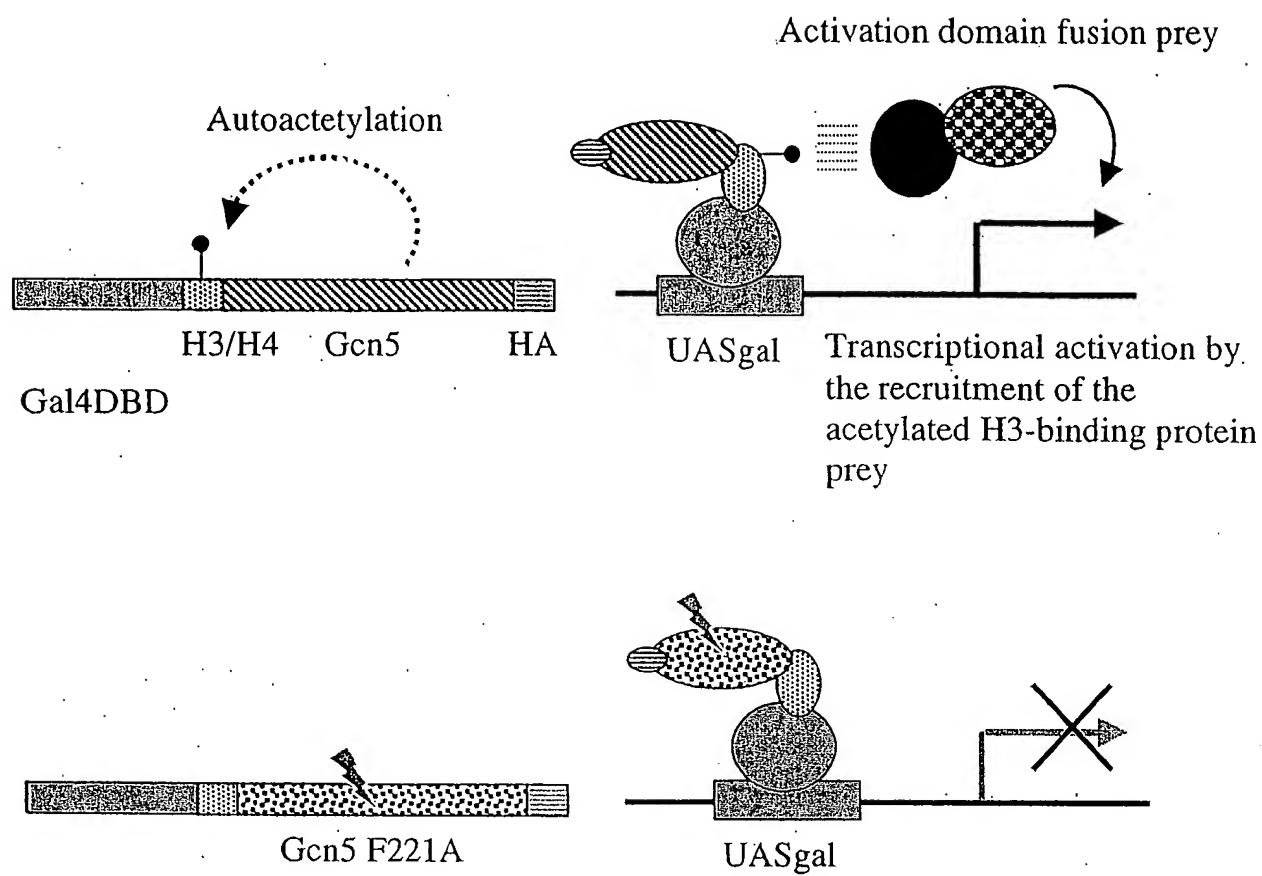 Activation domain fusion prey
Autoactetylation
H3/H4
Gcn5
HA
Gal4DBD
UASgal
Transcriptional activation by
the recruitment of the
acetylated H3-binding protein
prey
Gcn5 F221A
UASgal